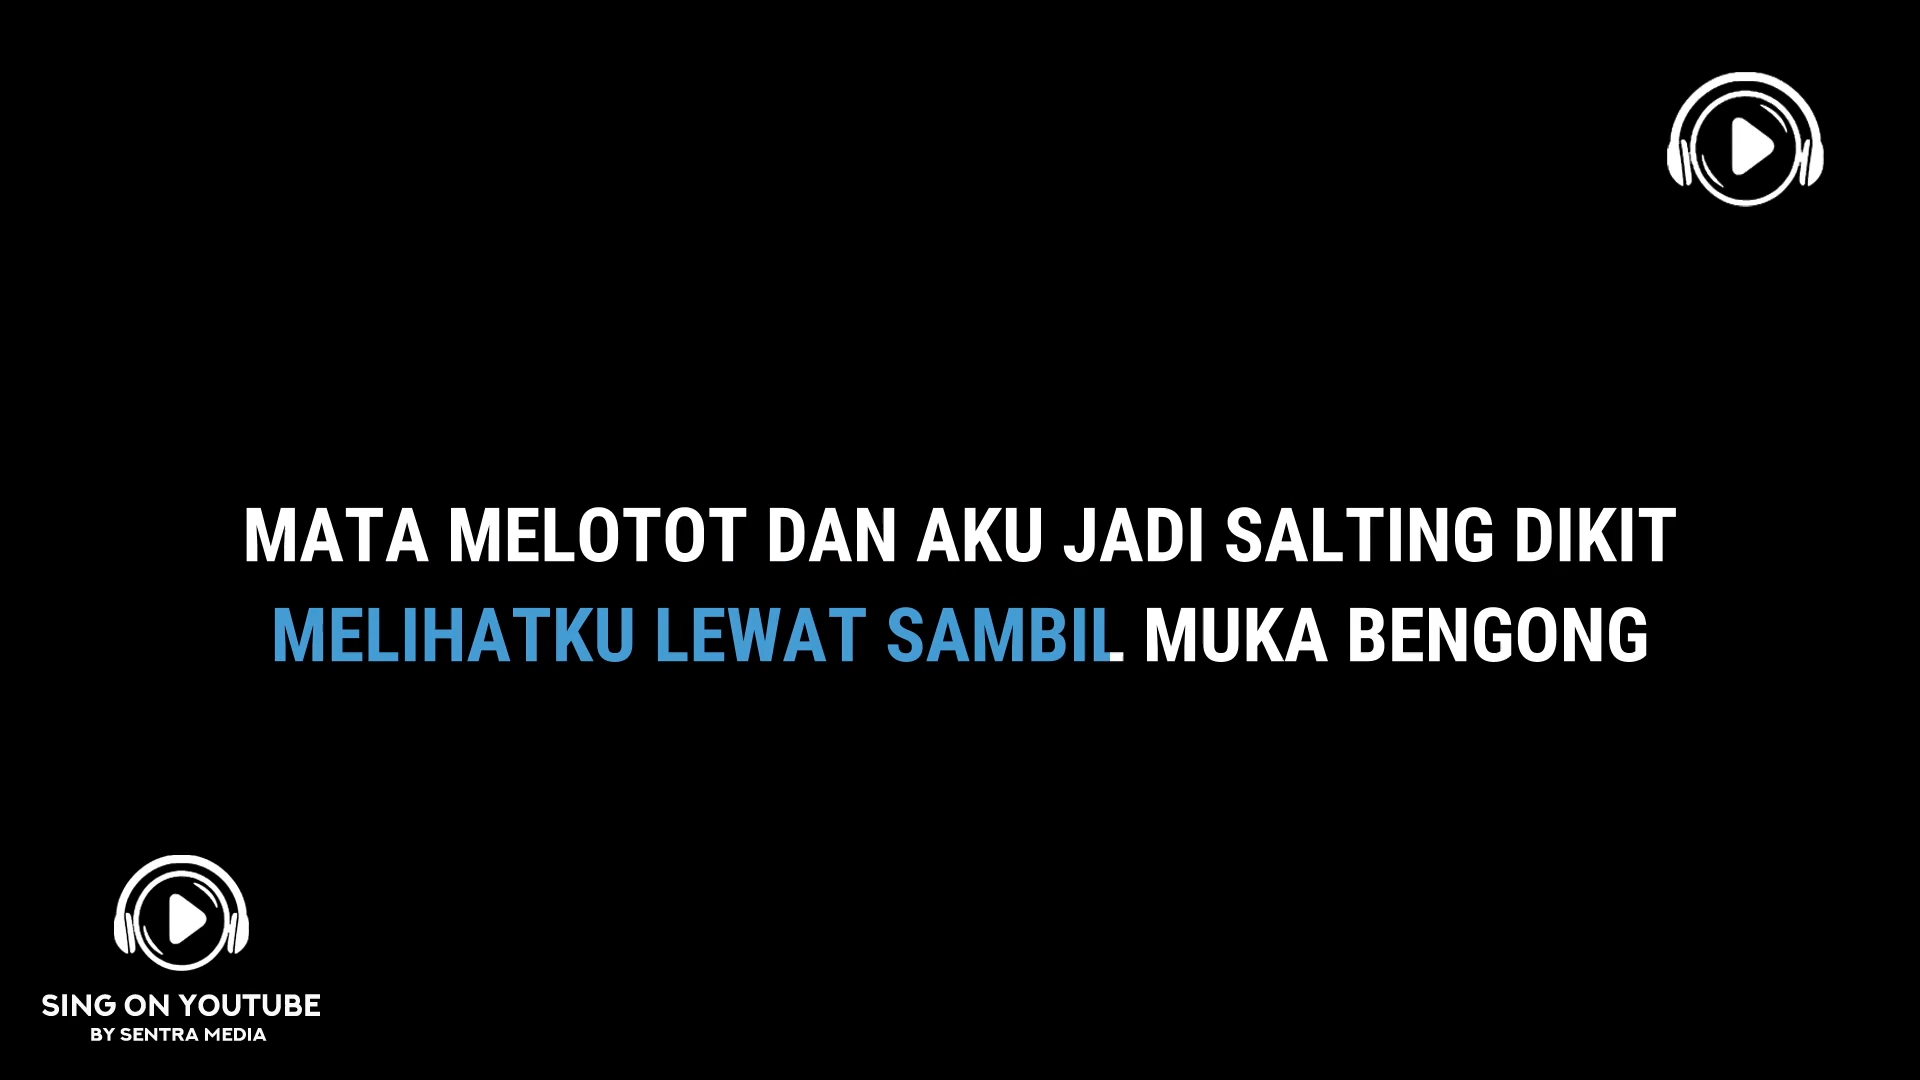 MATA MELOTOT DAN AKU JADI SALTING DIKIT
MELIHATKU LEWAT SAMBIL MUKA BENGONG
SING ON YOUTUBE
BY SENTRA MEDIA